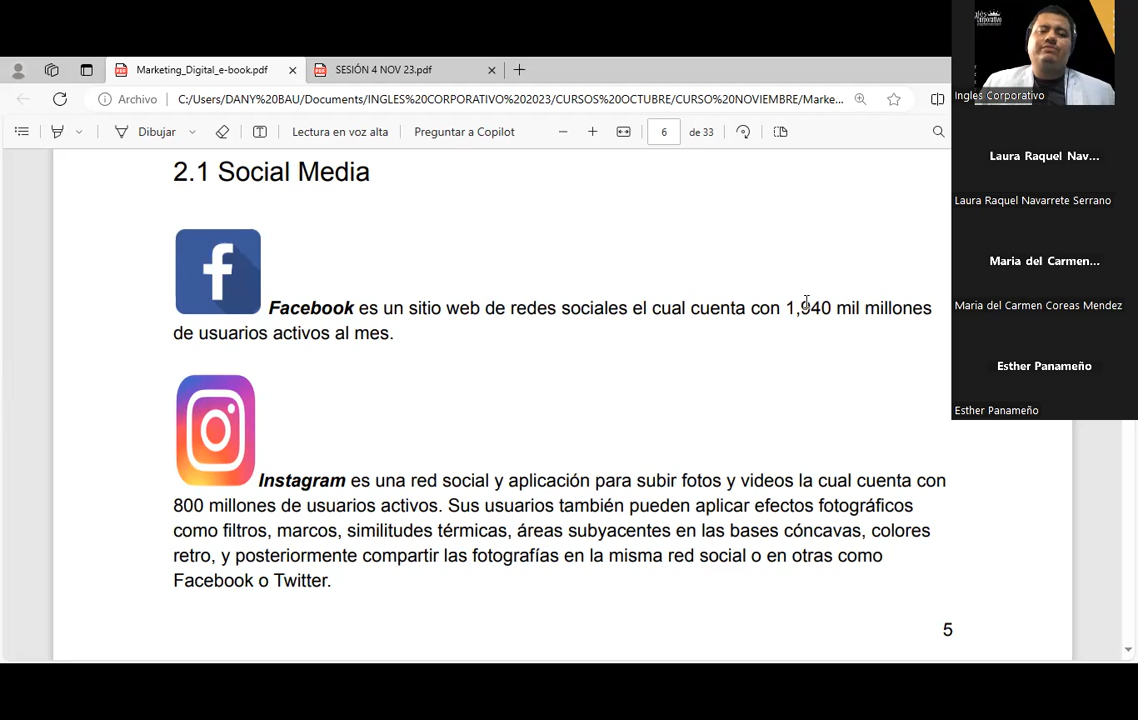 Marketing_Digital_e-book.pdf
SESIÓN 4 NOV 23.pdf
Archivo
C:/Users/DANY%20BAU/Documents/INGLES%20CORPORATIVO%202023/CURSOS%20OCTUBRE/CURSO%20NOVIEMBRE/Marke...
Dibujar
Lectura en voz alta
Preguntar a Copilot
6 de 33
2.1 Social Media
Facebook es un sitio web de redes sociales el cual cuenta con 1,940 mil millones
de usuarios activos al mes.
Instagram es una red social y aplicación para subir fotos y videos la cual cuenta con
800 millones de usuarios activos. Sus usuarios también pueden aplicar efectos fotográficos
como filtros, marcos, similitudes térmicas, áreas subyacentes en las bases cóncavas, colores
retro, y posteriormente compartir las fotografías en la misma red social o en otras como
Facebook o Twitter.
5
Ingles Corporativo
Laura Raquel Nav...
Laura Raquel Navarrete Serrano
Maria del Carmen...
Maria del Carmen Coreas Mendez
Esther Panameño
Esther Panameño